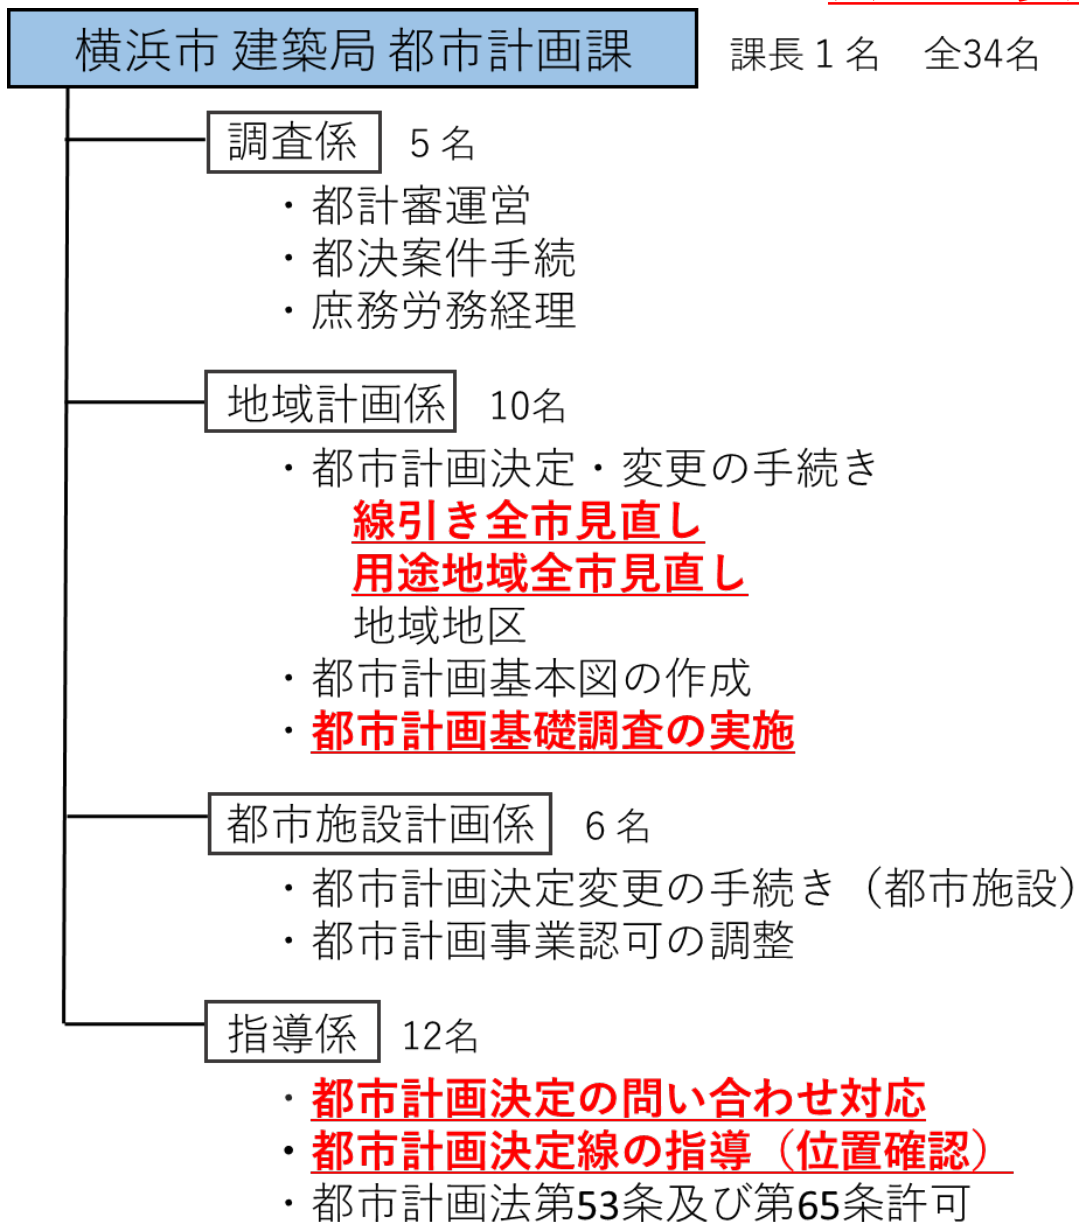 横浜市 建築局 都市計画課 課長１名 全34名
調査係 ５名
・都計審運営
・都決案件手続
・庶務労務経理
地域計画係 10名
・都市計画決定・変更の手続き
線引き全市見直し
用途地域全市見直し
地域地区
・都市計画基本図の作成
・都市計画基礎調査の実施
都市施設計画係 ６名
・都市計画決定変更の手続き（都市施設）
・都市計画事業認可の調整
指導係 12名
・都市計画決定の問い合わせ対応
・都市計画決定線の指導（位置確認）
・都市計画法第53条及び第65条許可